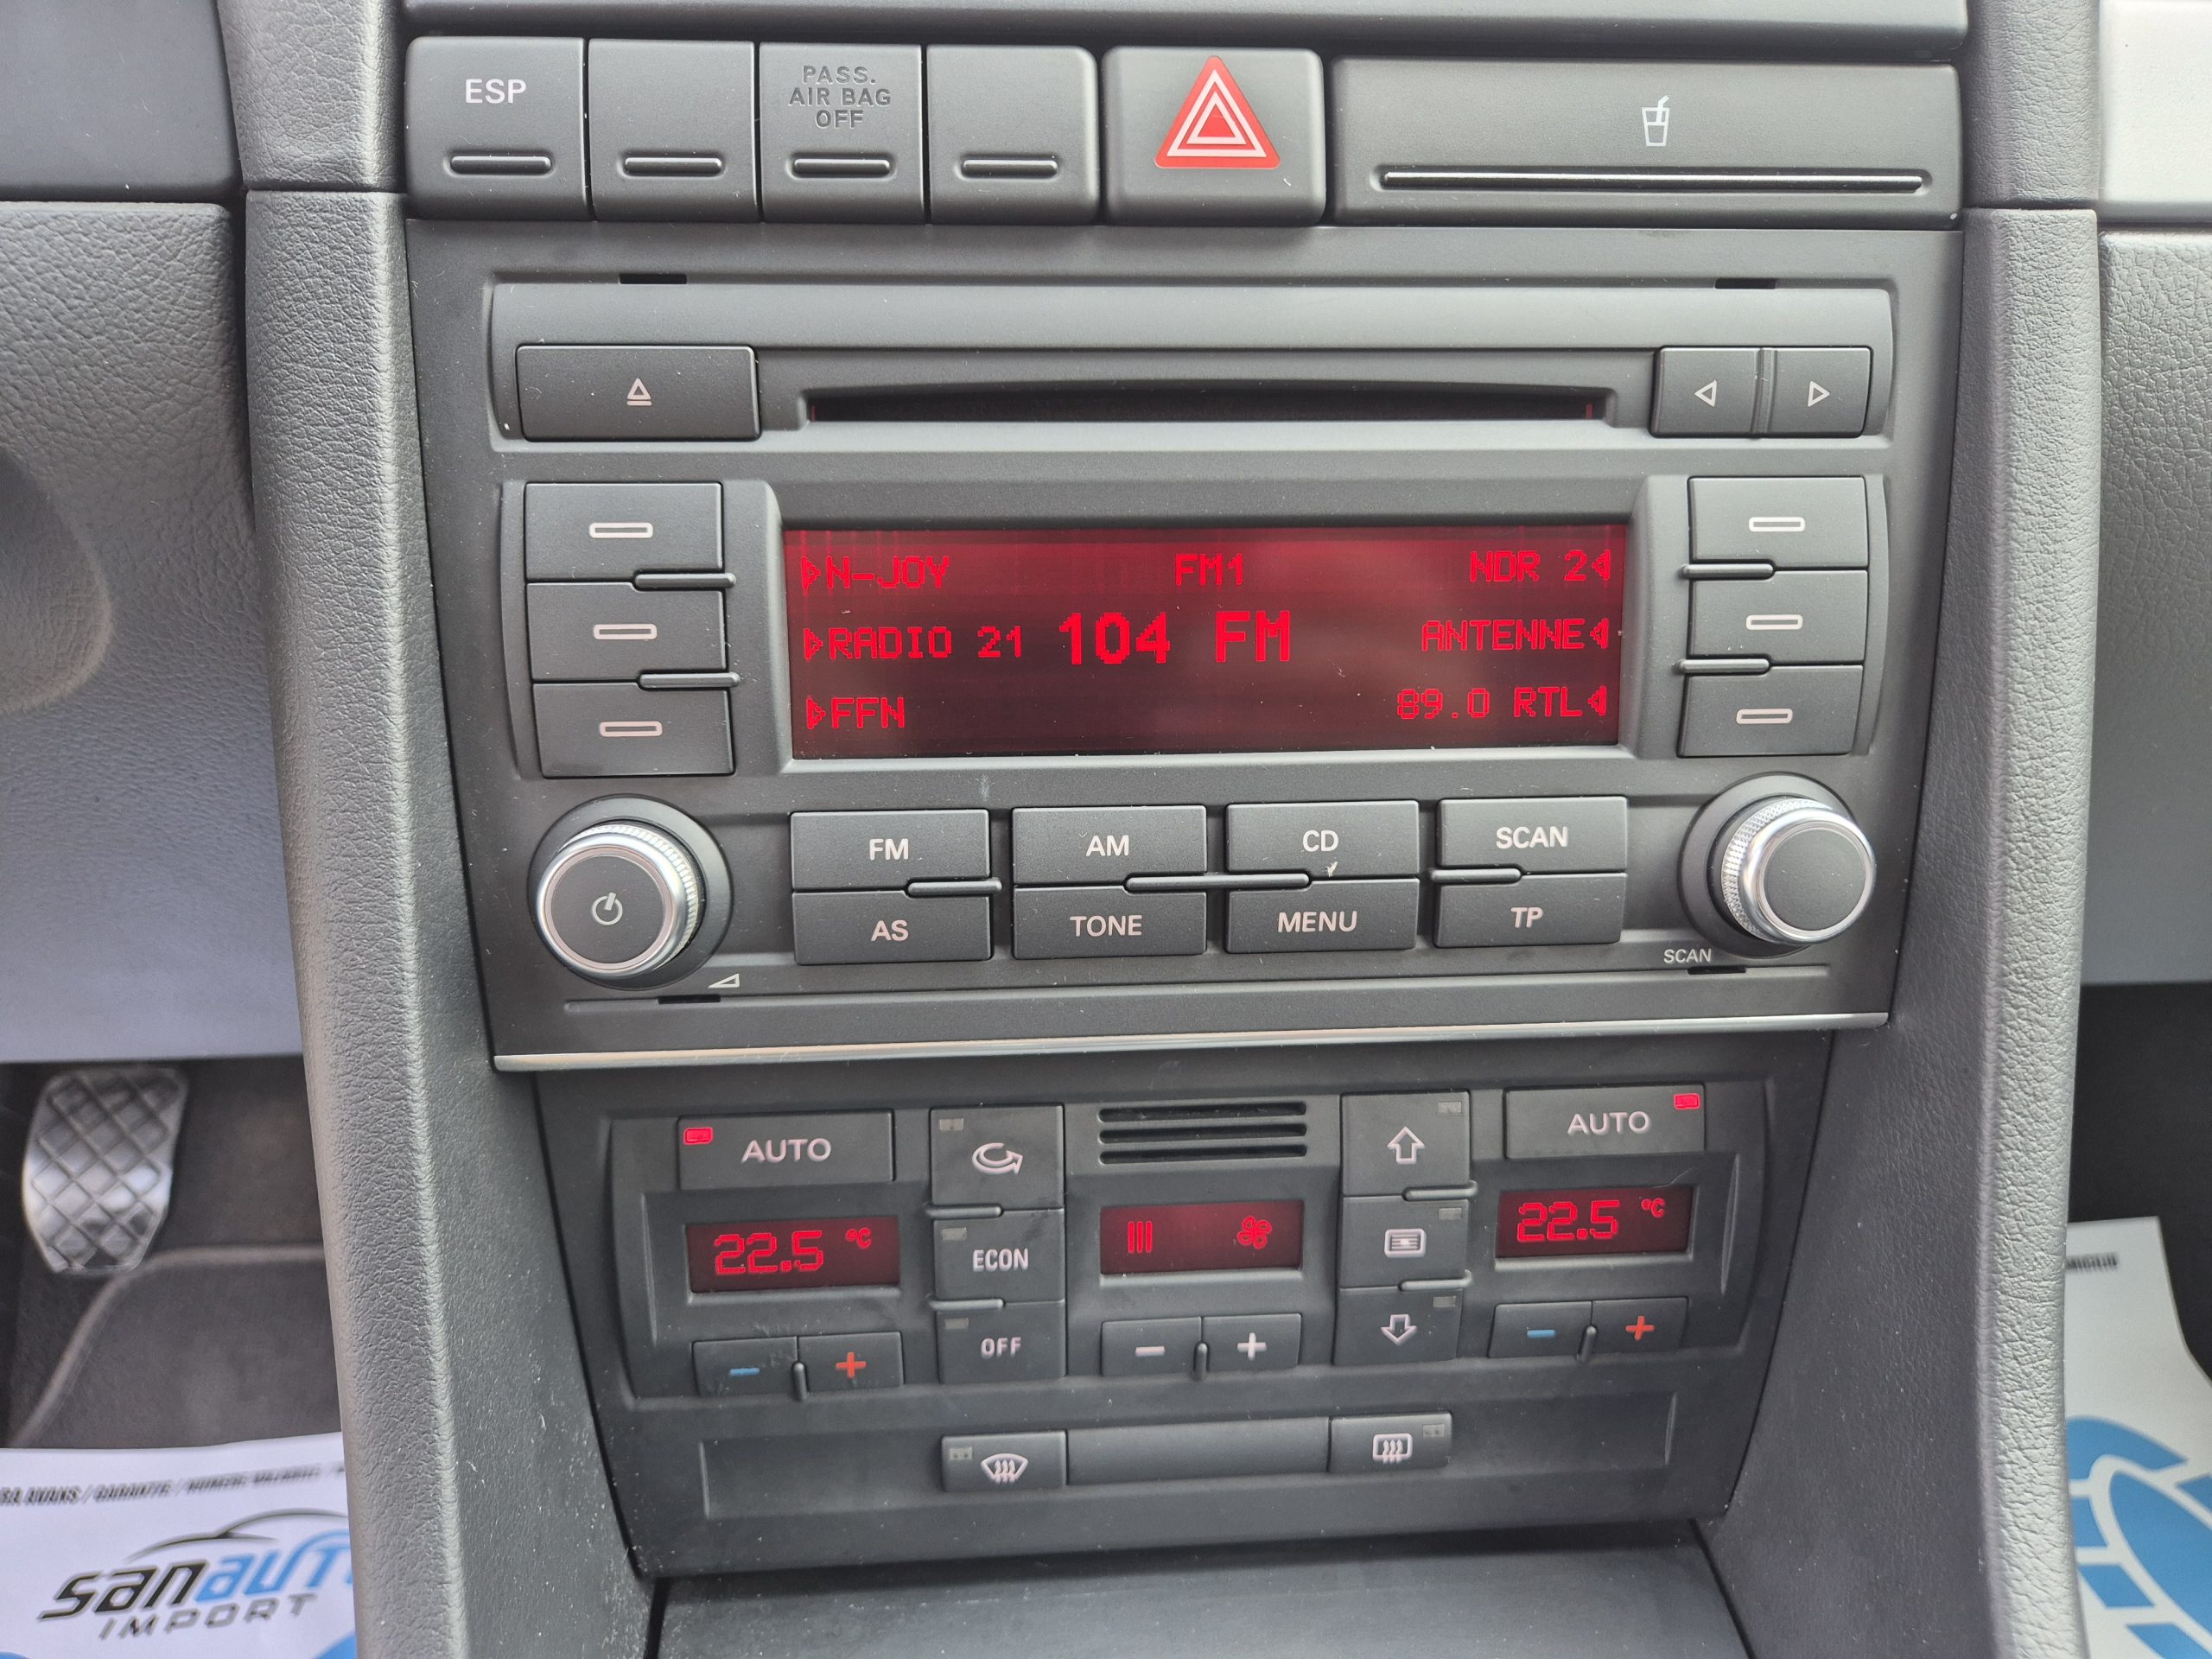 ESP
PASS.
AIR BAG
OFF
N-JOY FM1 NDR 2
RADIO 21 104 FM ANTENNE
FFN 89.0 RTL
FM AM CD SCAN
AS TONE MENU TP
SCAN
AUTO AUTO
22.5 °C 22.5 °C
ECON
OFF
sanauto
IMPORT